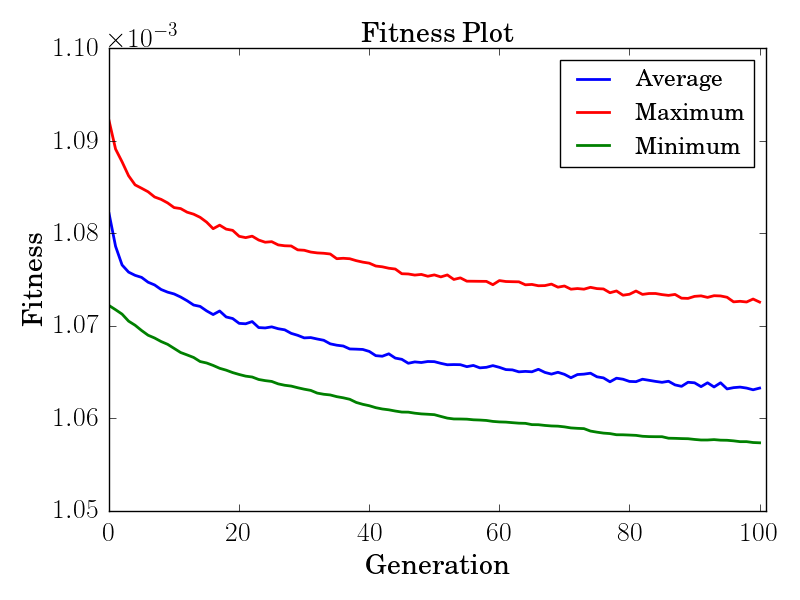 Fitness Plot
×10⁻³
1.10
1.09
1.08
1.07
1.06
1.05
Fitness
0 20 40 60 80 100
Generation
Average
Maximum
Minimum